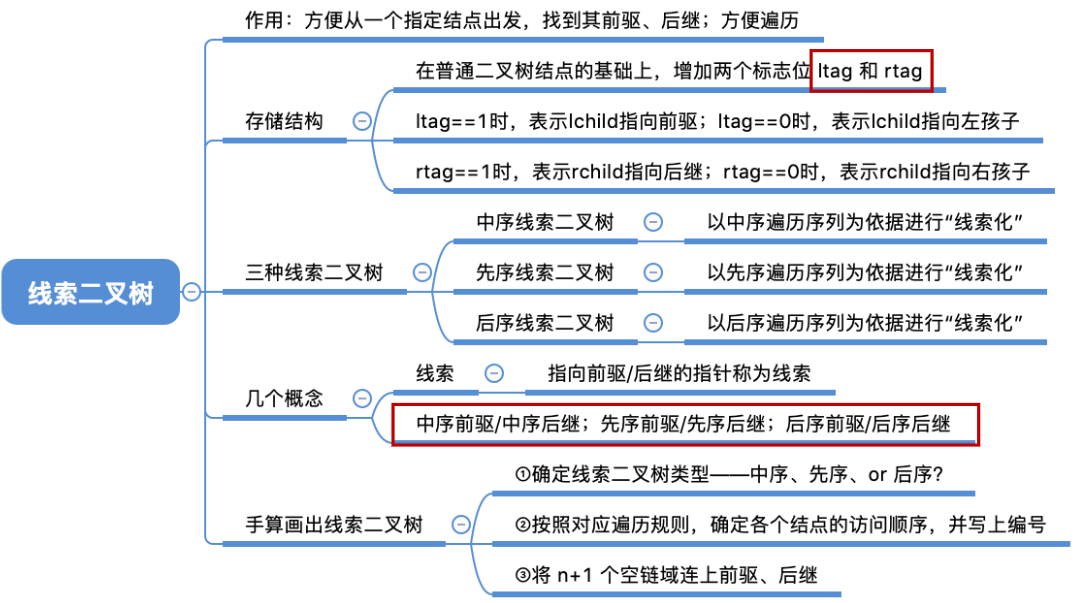 作用：方便从一个指定结点出发，找到其前驱、后继；方便遍历
在普通二叉树结点的基础上，增加两个标志位 ltag 和 rtag
存储结构
ltag==1时，表示lchild指向前驱；ltag==0时，表示lchild指向左孩子
rtag==1时，表示rchild指向后继；rtag==0时，表示rchild指向右孩子
中序线索二叉树
以中序遍历序列为依据进行“线索化”
三种线索二叉树
先序线索二叉树
以先序遍历序列为依据进行“线索化”
线索二叉树
后序线索二叉树
以后序遍历序列为依据进行“线索化”
线索
指向前驱/后继的指针称为线索
几个概念
中序前驱/中序后继；先序前驱/先序后继；后序前驱/后序后继
①确定线索二叉树类型——中序、先序、or 后序？
手算画出线索二叉树
②按照对应遍历规则，确定各个结点的访问顺序，并写上编号
③将 n+1 个空链域连上前驱、后继